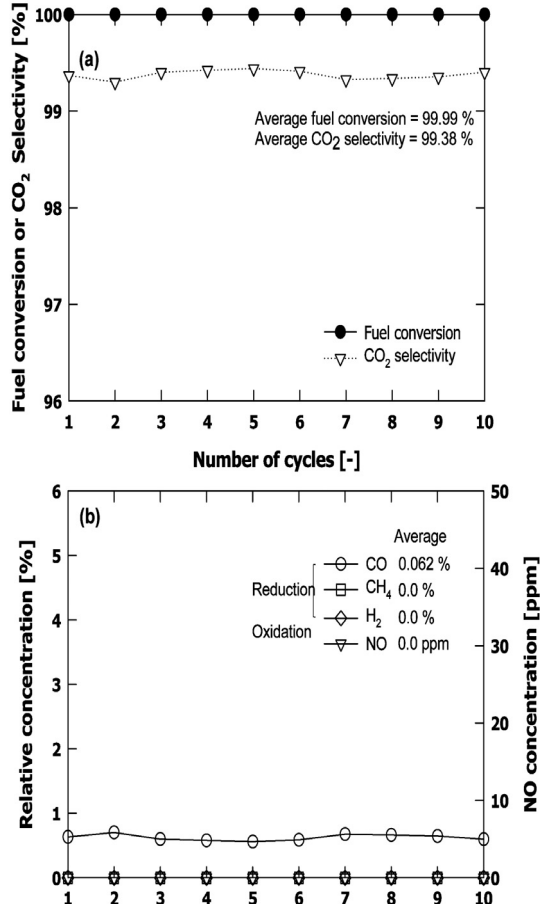 Fuel conversion or CO2 Selectivity [%]
100
99
98
97
96
(a)
Average fuel conversion = 99.99 %
Average CO2 selectivity = 99.38 %
Fuel conversion
CO2 selectivity
1 2 3 4 5 6 7 8 9 10
Number of cycles [-]
Relative concentration [%]
6
5
4
3
2
1
0
(b)
Average
Reduction
CO 0.062 %
CH4 0.0 %
H2 0.0 %
Oxidation
NO 0.0 ppm
50
40
30
20
10
0
NO concentration [ppm]
1 2 3 4 5 6 7 8 9 10